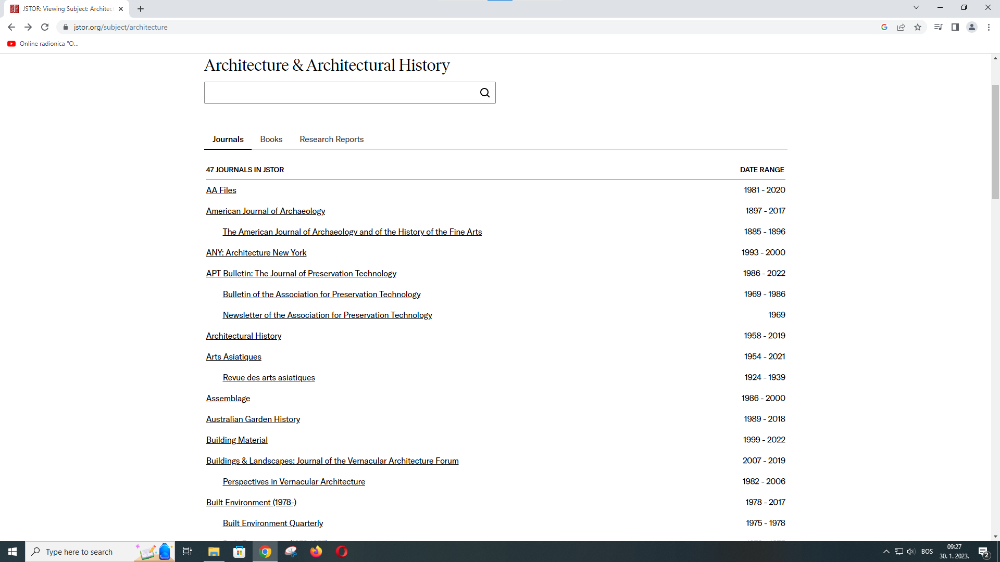 JSTOR: Viewing Subject: Architect
jstor.org/subject/architecture
Online radionica "O...
Architecture & Architectural History
Journals
Books
Research Reports
47 JOURNALS IN JSTOR
DATE RANGE
AA Files
1981 - 2020
American Journal of Archaeology
1897 - 2017
The American Journal of Archaeology and of the History of the Fine Arts
1885 - 1896
ANY: Architecture New York
1993 - 2000
APT Bulletin: The Journal of Preservation Technology
1986 - 2022
Bulletin of the Association for Preservation Technology
1969 - 1986
Newsletter of the Association for Preservation Technology
1969
Architectural History
1958 - 2019
Arts Asiatiques
1954 - 2021
Revue des arts asiatiques
1924 - 1939
Assemblage
1986 - 2000
Australian Garden History
1989 - 2018
Building Material
1999 - 2022
Buildings & Landscapes: Journal of the Vernacular Architecture Forum
2007 - 2019
Perspectives in Vernacular Architecture
1982 - 2006
Built Environment (1978-)
1978 - 2017
Built Environment Quarterly
1975 - 1978
Type here to search
BOS
09:27
30. 1. 2023.
2